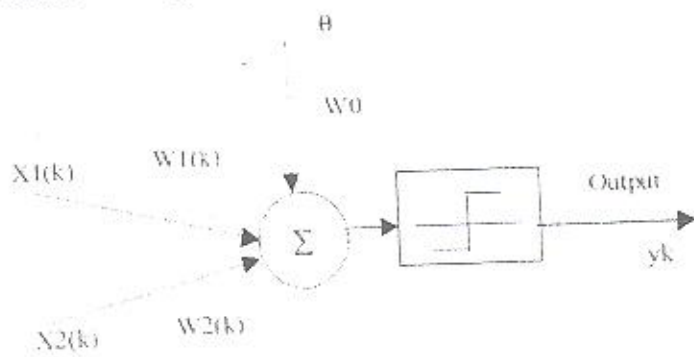 θ
W0
W1(k)
X1(k)
Output
Σ
yk
W2(k)
X2(k)